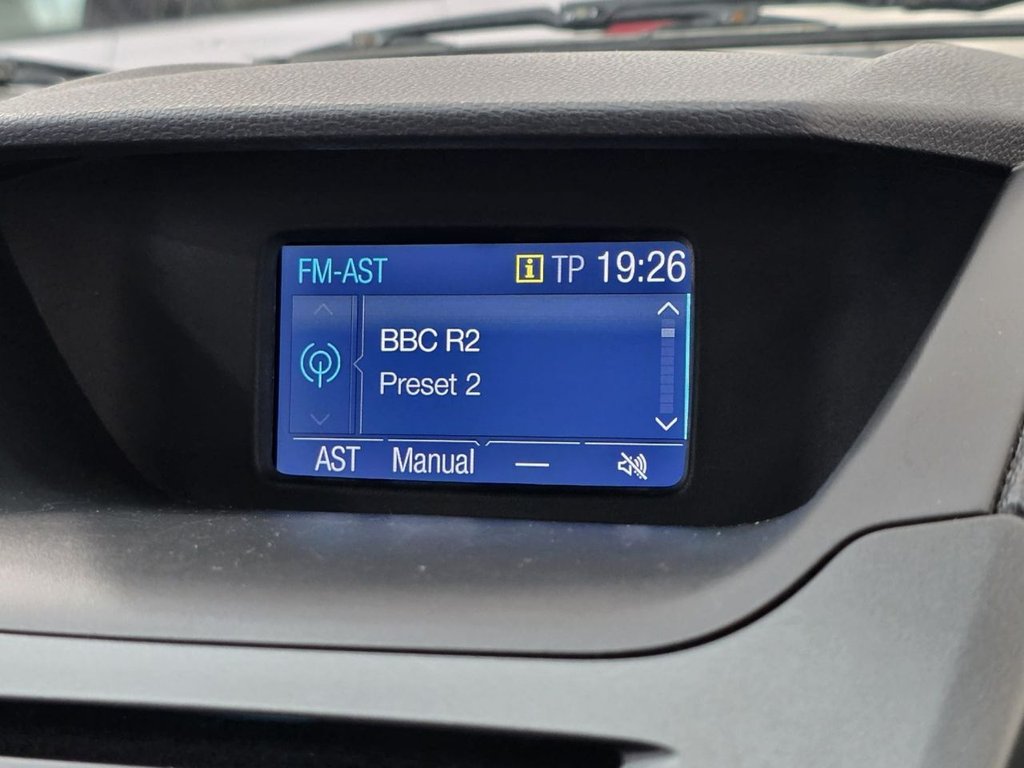 FM-AST i TP 19:26
BBC R2
Preset 2
AST Manual —